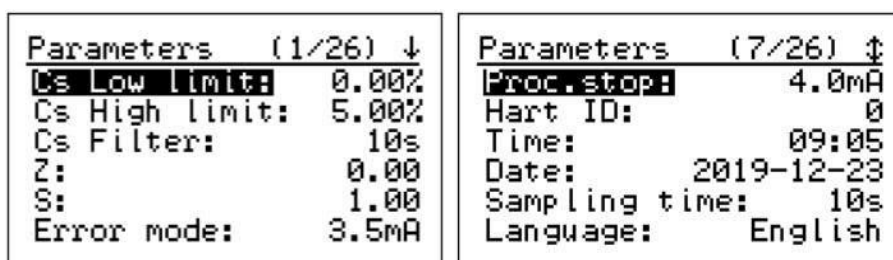 Parameters (1/26) ↓
Cs Low limit: 0.00%
Cs High limit: 5.00%
Cs Filter: 10s
Z: 0.00
S: 1.00
Error mode: 3.5mA
Parameters (7/26) ↕
Proc.stop: 4.0mA
Hart ID: 0
Time: 09:05
Date: 2019-12-23
Sampling time: 10s
Language: English